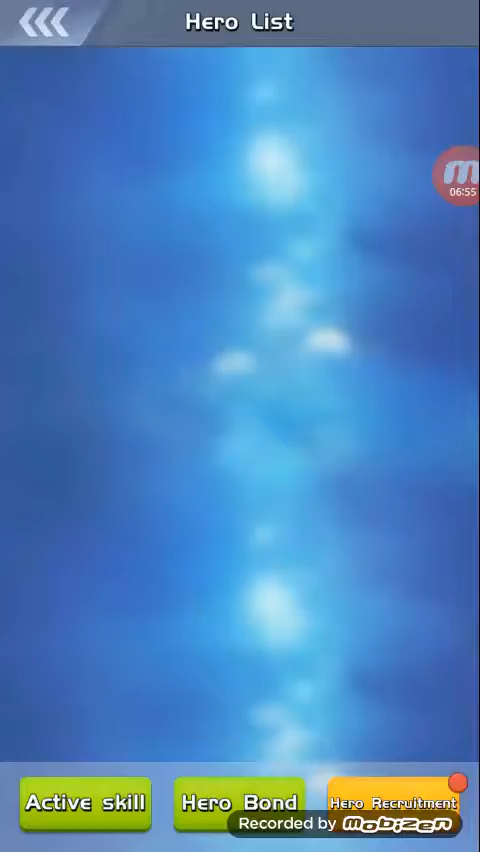 Hero List
m
06:55
Active skill
Hero Bond
Hero Recruitment
Recorded by mobizen